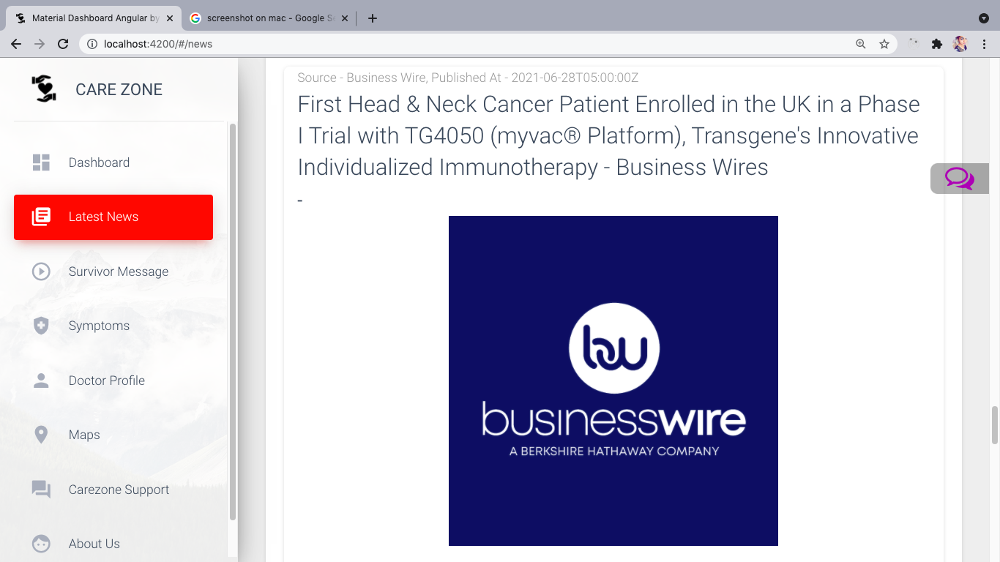 Material Dashboard Angular by
screenshot on mac - Google S
localhost:4200/#/news
CARE ZONE
Dashboard
Latest News
Survivor Message
Symptoms
Doctor Profile
Maps
Carezone Support
About Us
Source - Business Wire, Published At - 2021-06-28T05:00:00Z
First Head & Neck Cancer Patient Enrolled in the UK in a Phase
I Trial with TG4050 (myvac® Platform), Transgene's Innovative
Individualized Immunotherapy - Business Wires
-
bw
businesswire
A BERKSHIRE HATHAWAY COMPANY